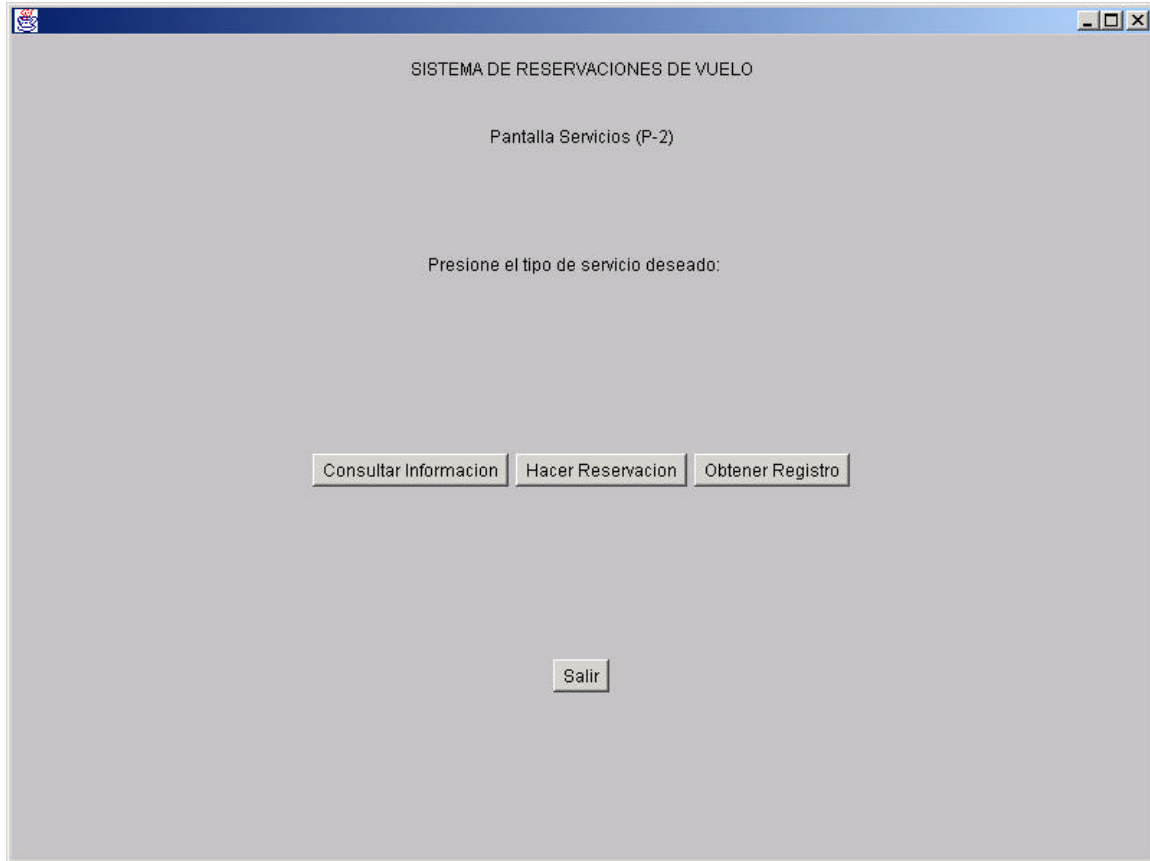 SISTEMA DE RESERVACIONES DE VUELO
Pantalla Servicios (P-2)
Presione el tipo de servicio deseado:
Consultar Informacion Hacer Reservacion Obtener Registro
Salir